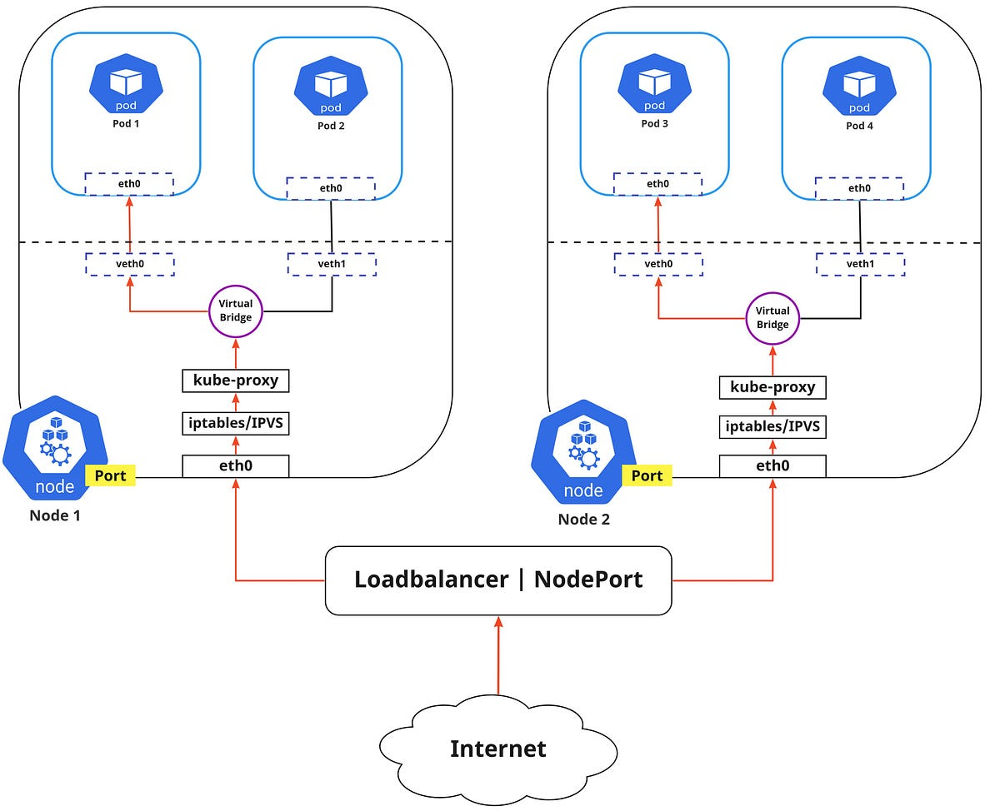 pod
Pod 1
eth0
pod
Pod 2
eth0
veth0
veth1
Virtual
Bridge
kube-proxy
iptables/IPVS
eth0
node
Port
Node 1
pod
Pod 3
eth0
pod
Pod 4
eth0
veth0
veth1
Virtual
Bridge
kube-proxy
iptables/IPVS
eth0
node
Port
Node 2
Loadbalancer | NodePort
Internet